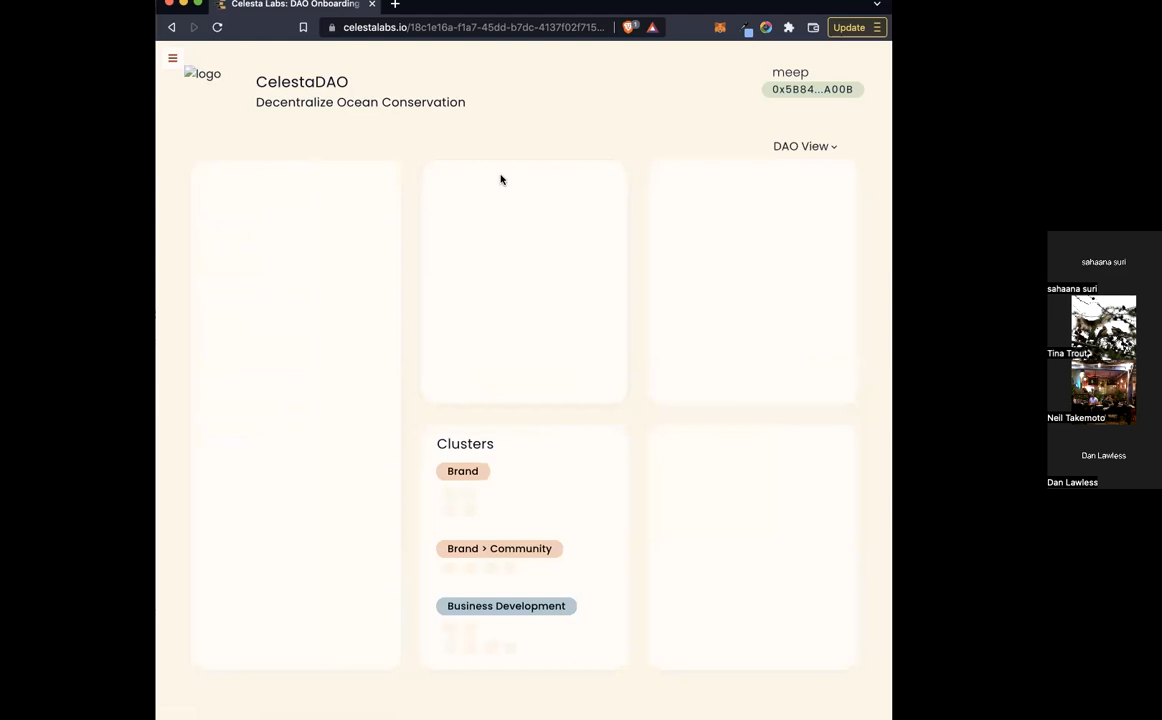 Celesta Labs: DAO Onboarding
celestalabs.io/18c1e16a-f1a7-45dd-b7dc-4137f02f715...
1
Update
logo
CelestaDAO
Decentralize Ocean Conservation
meep
0x5B84...A00B
DAO View
Clusters
Brand
Brand > Community
Business Development
sahaana suri
sahaana suri
Tina Trout
Neil Takemoto
Dan Lawless
Dan Lawless